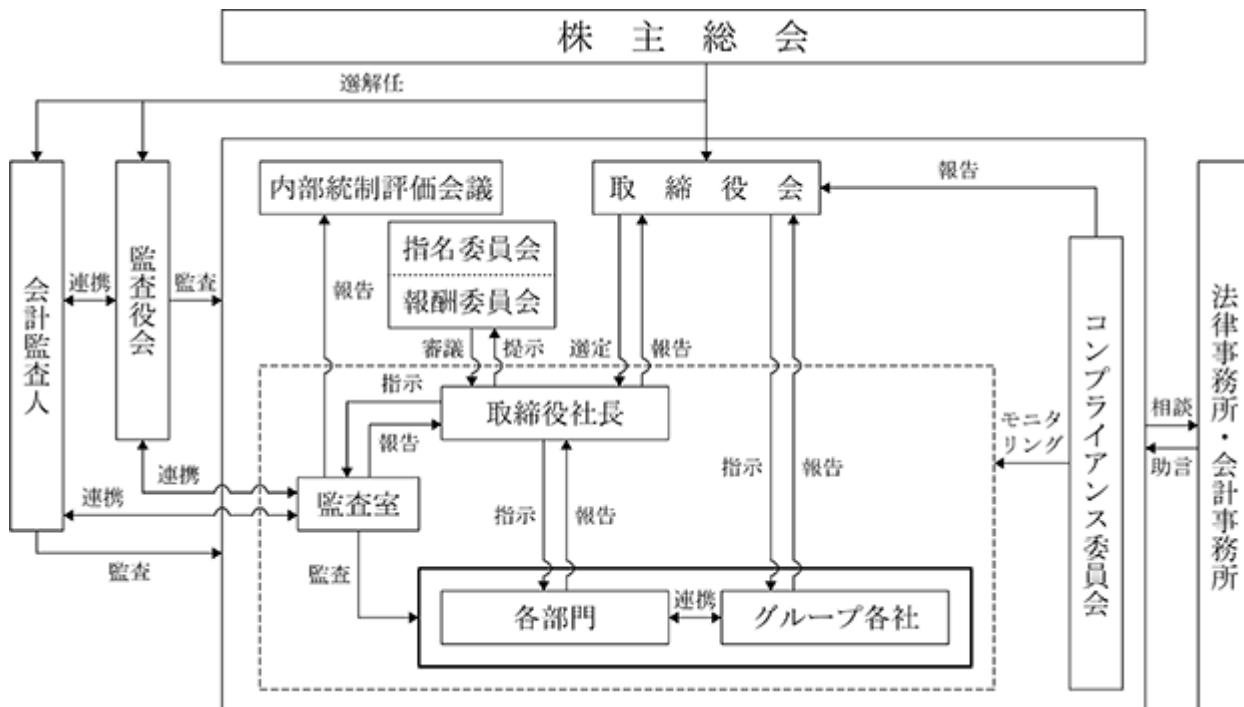 株主総会
選解任
内部統制評価会議
取締役会
報告
指名委員会
報酬委員会
会計監査人
連携
監査役会
監査
報告
審議
提示
選定
報告
コンプライアンス委員会
法律事務所・会計事務所
指示
取締役社長
モニタ
リング
相談
助言
報告
連携
連携
監査室
指示
報告
指示
報告
監査
監査
各部門
連携
グループ各社